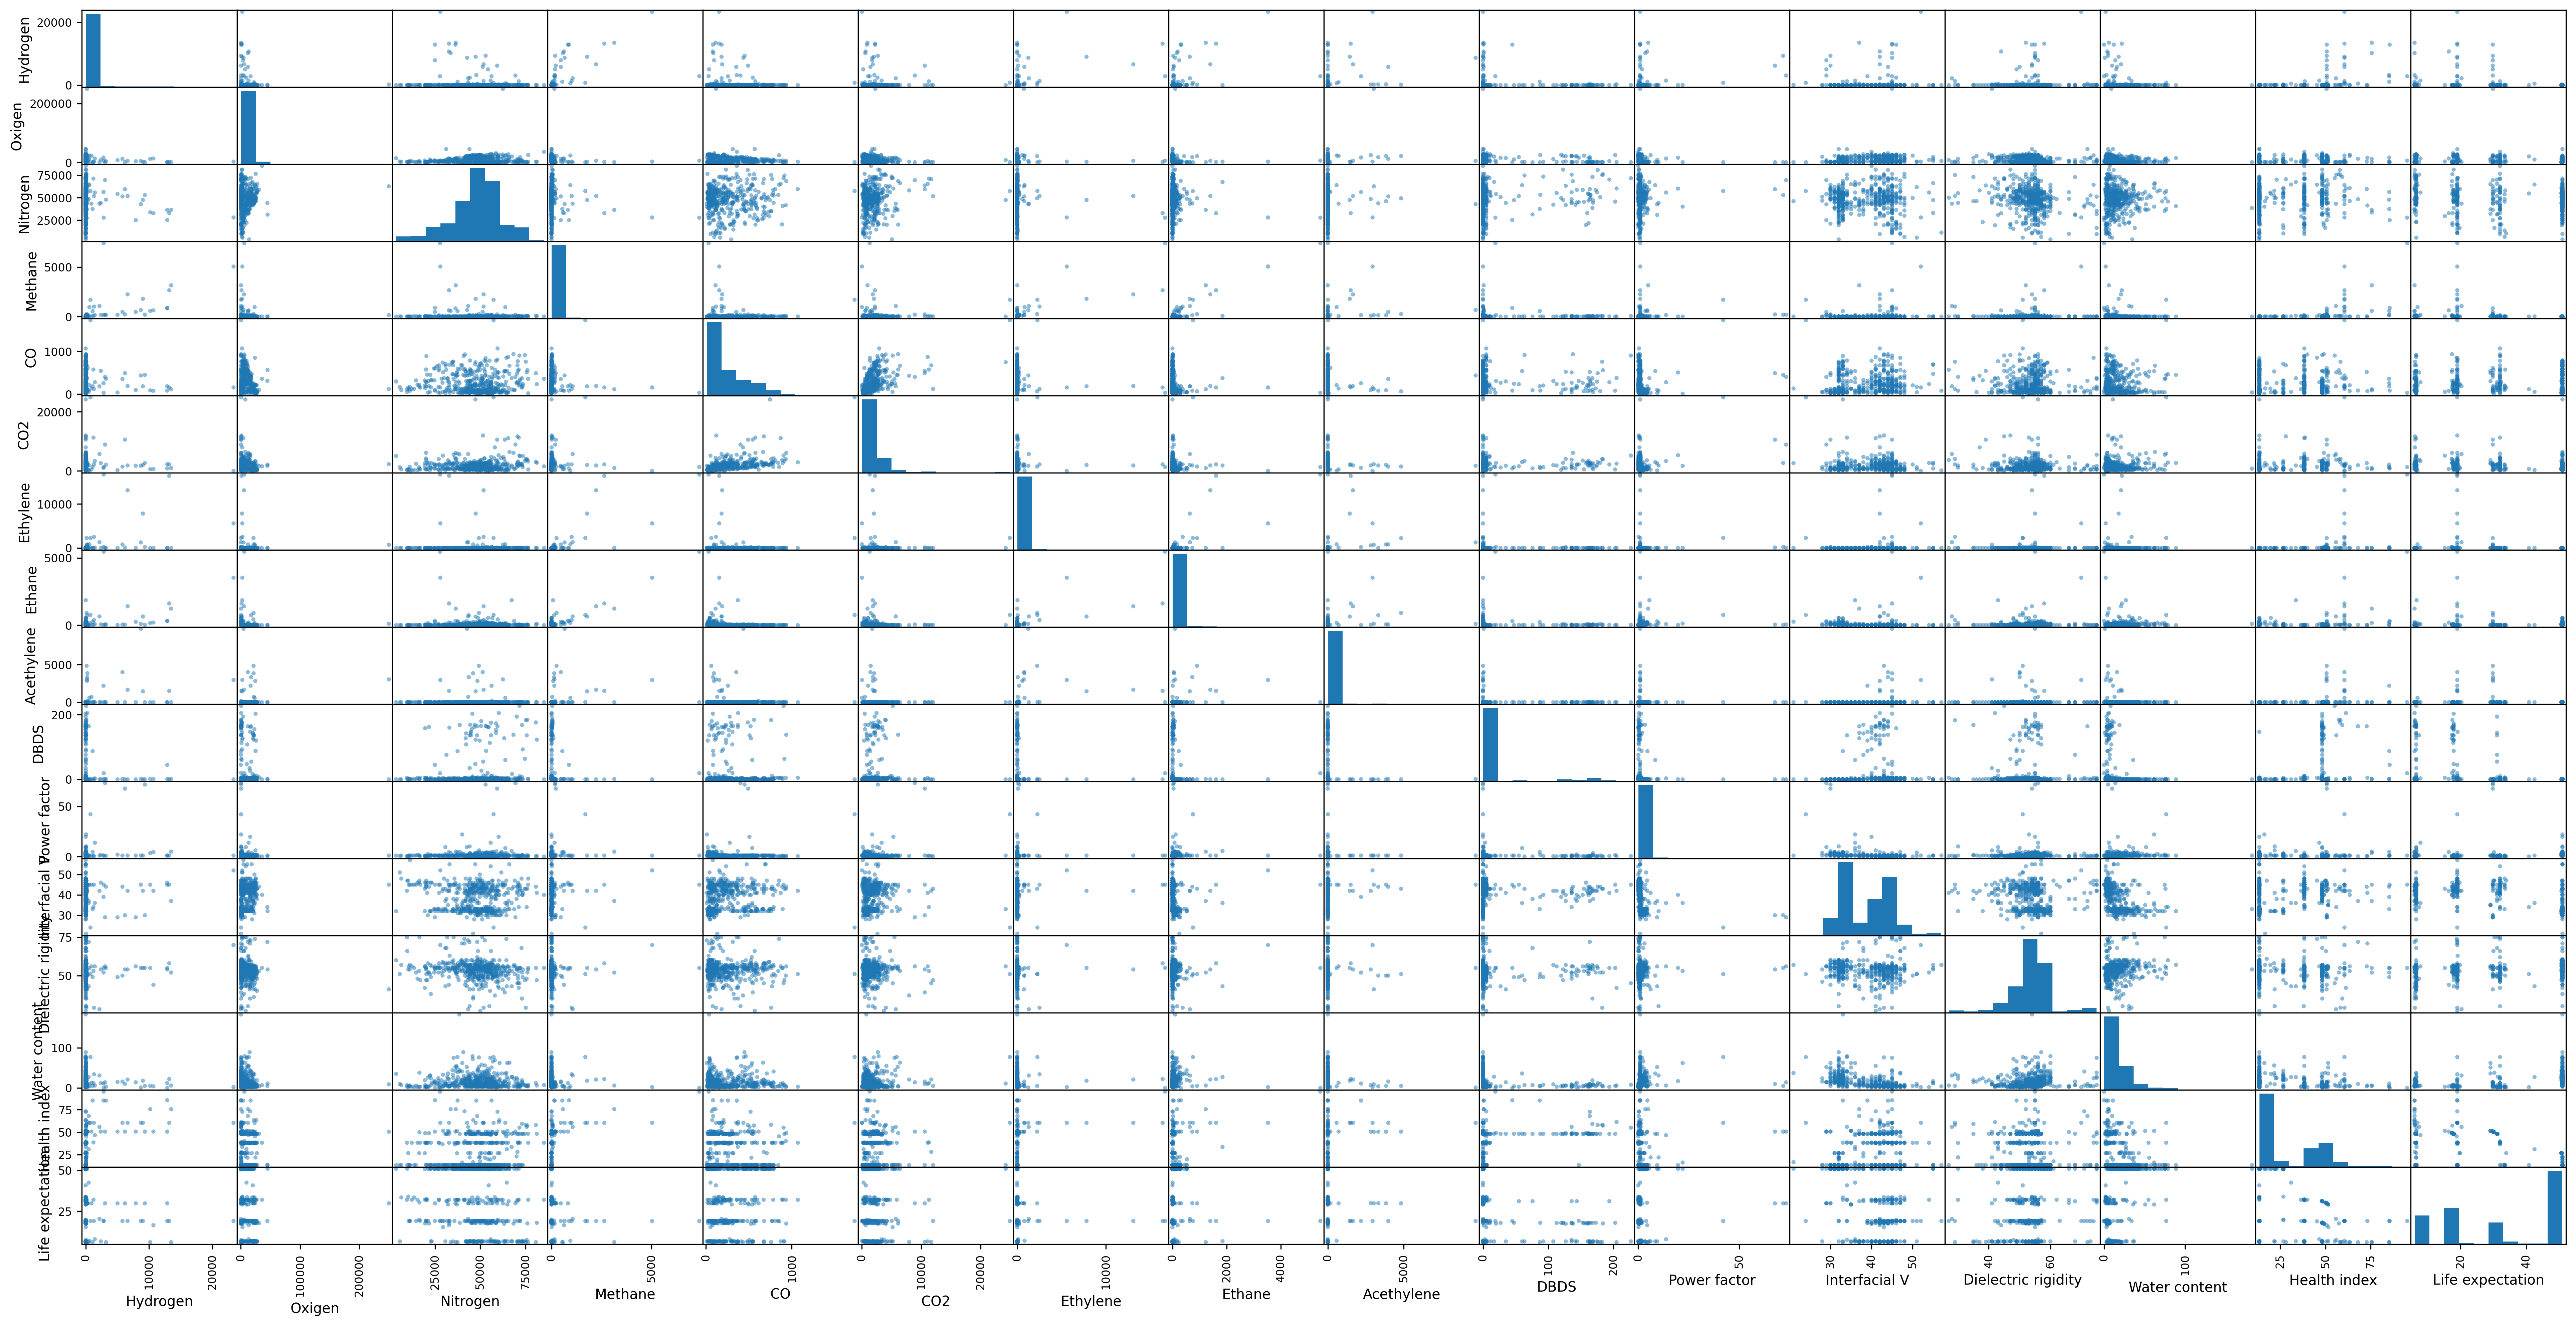 Hydrogen
20000
0
Oxigen
200000
0
Nitrogen
75000
50000
25000
Methane
5000
0
CO
1000
0
CO2
20000
0
Ethylene
10000
0
Ethane
5000
0
Acethylene
5000
0
DBDS
200
0
Power factor
50
0
Interfacial V
50
40
30
Dielectric rigidity
75
50
Water content
100
0
Health index
75
50
25
Life expectation
50
25
0 10000 20000
0 100000 200000
25000 50000 75000
0 5000
0 1000
0 10000 20000
0 10000
0 2000 4000
0 5000
0 100 200
0 50
30 40 50
40 60
0 100
25 50 75
20 40
Hydrogen Oxigen Nitrogen Methane CO CO2 Ethylene Ethane Acethylene DBDS Power factor Interfacial V Dielectric rigidity Water content Health index Life expectation